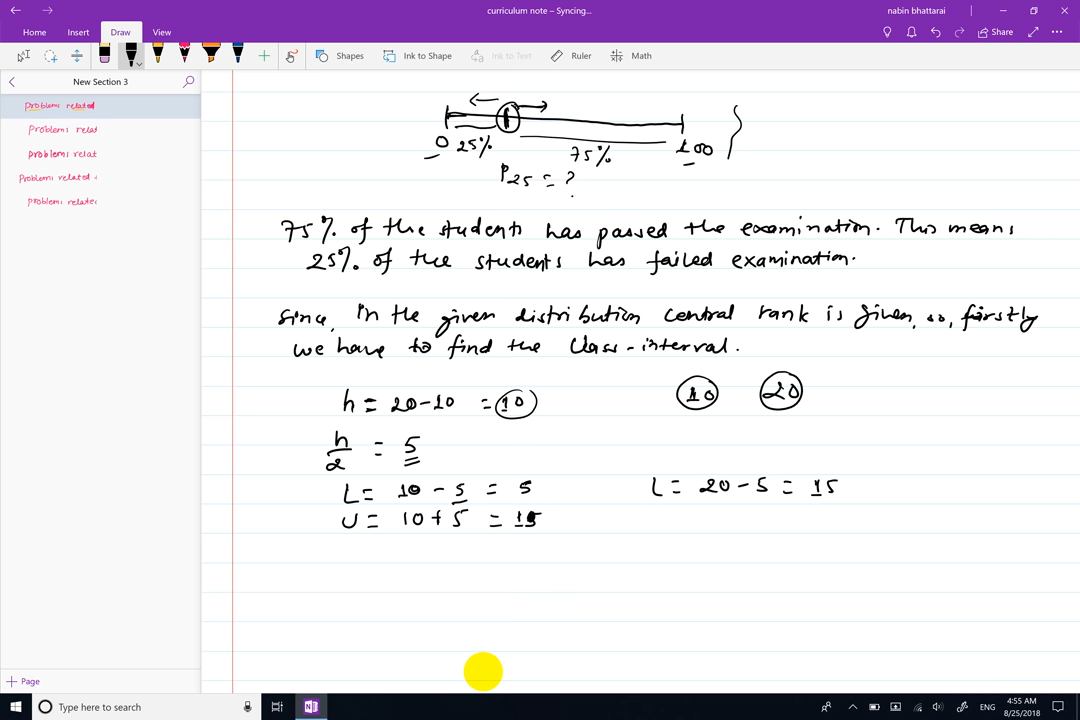 curriculum note – Syncing...
nabin bhattarai
Home Insert Draw View
Share
Shapes Ink to Shape Ink to Text Ruler Math
New Section 3
Problems related
Problems relat
problems relat
Problems related
problems relate
0 25% 75% 100
P25 = ?
75% of the students has passed the examination. This means
25% of the students has failed examination.
Since, in the given distribution central rank is given, so, firstly
we have to find the class-interval.
h = 20-10 = 10 10 20
h/2 = 5
L = 10 - 5 = 5 L = 20 - 5 = 15
U = 10 + 5 = 15
+ Page
Type here to search
ENG
4:55 AM
8/25/2018